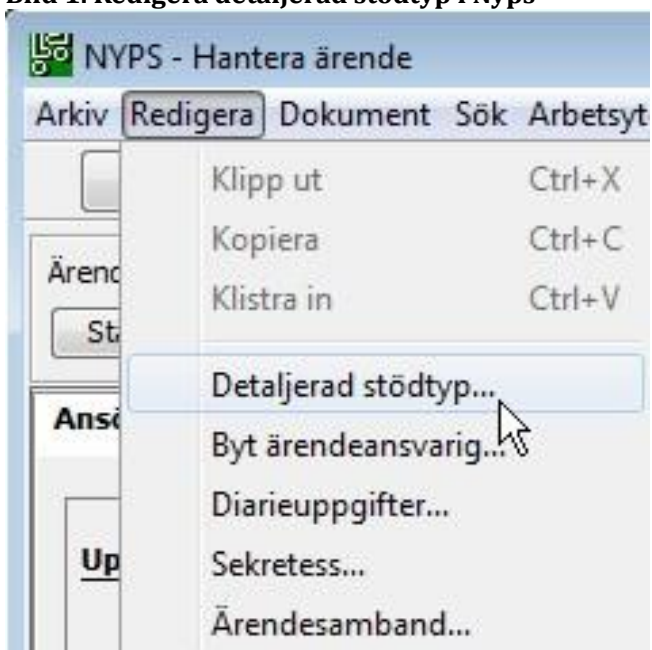 NYPS - Hantera ärende
Arkiv Redigera Dokument Sök
Klipp ut Ctrl+X
Kopiera Ctrl+C
Klistra in Ctrl+V
Detaljerad stödtyp...
Byt ärendeansvarig...
Diarieuppgifter...
Sekretess...
Ärendesamband...